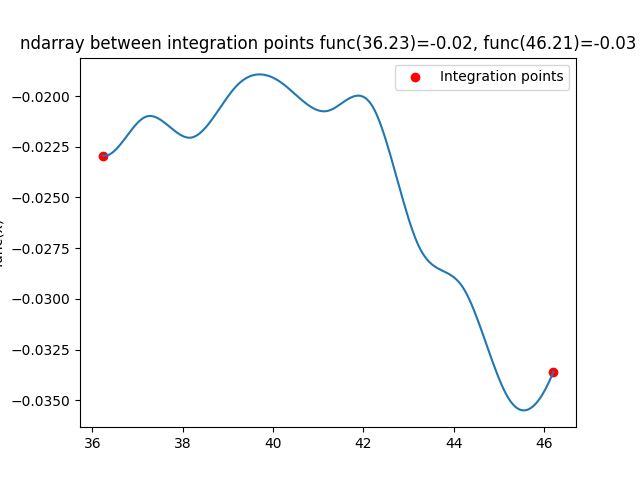 ndarray between integration points func(36.23)=-0.02, func(46.21)=-0.03
Integration points
−0.0200
−0.0225
−0.0250
−0.0275
−0.0300
−0.0325
−0.0350
36 38 40 42 44 46